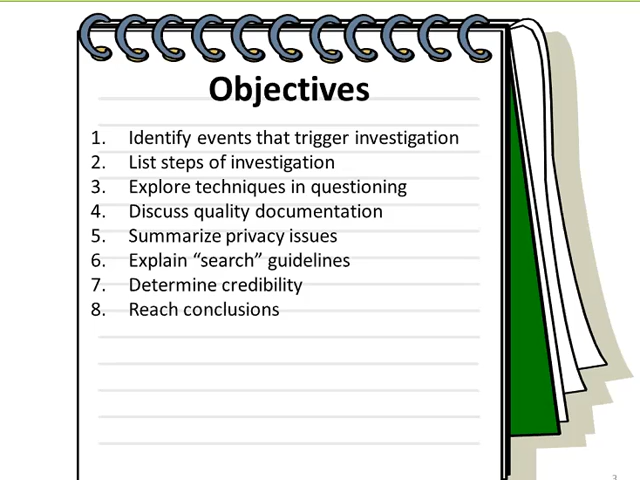 Objectives
1. Identify events that trigger investigation
2. List steps of investigation
3. Explore techniques in questioning
4. Discuss quality documentation
5. Summarize privacy issues
6. Explain “search” guidelines
7. Determine credibility
8. Reach conclusions
3